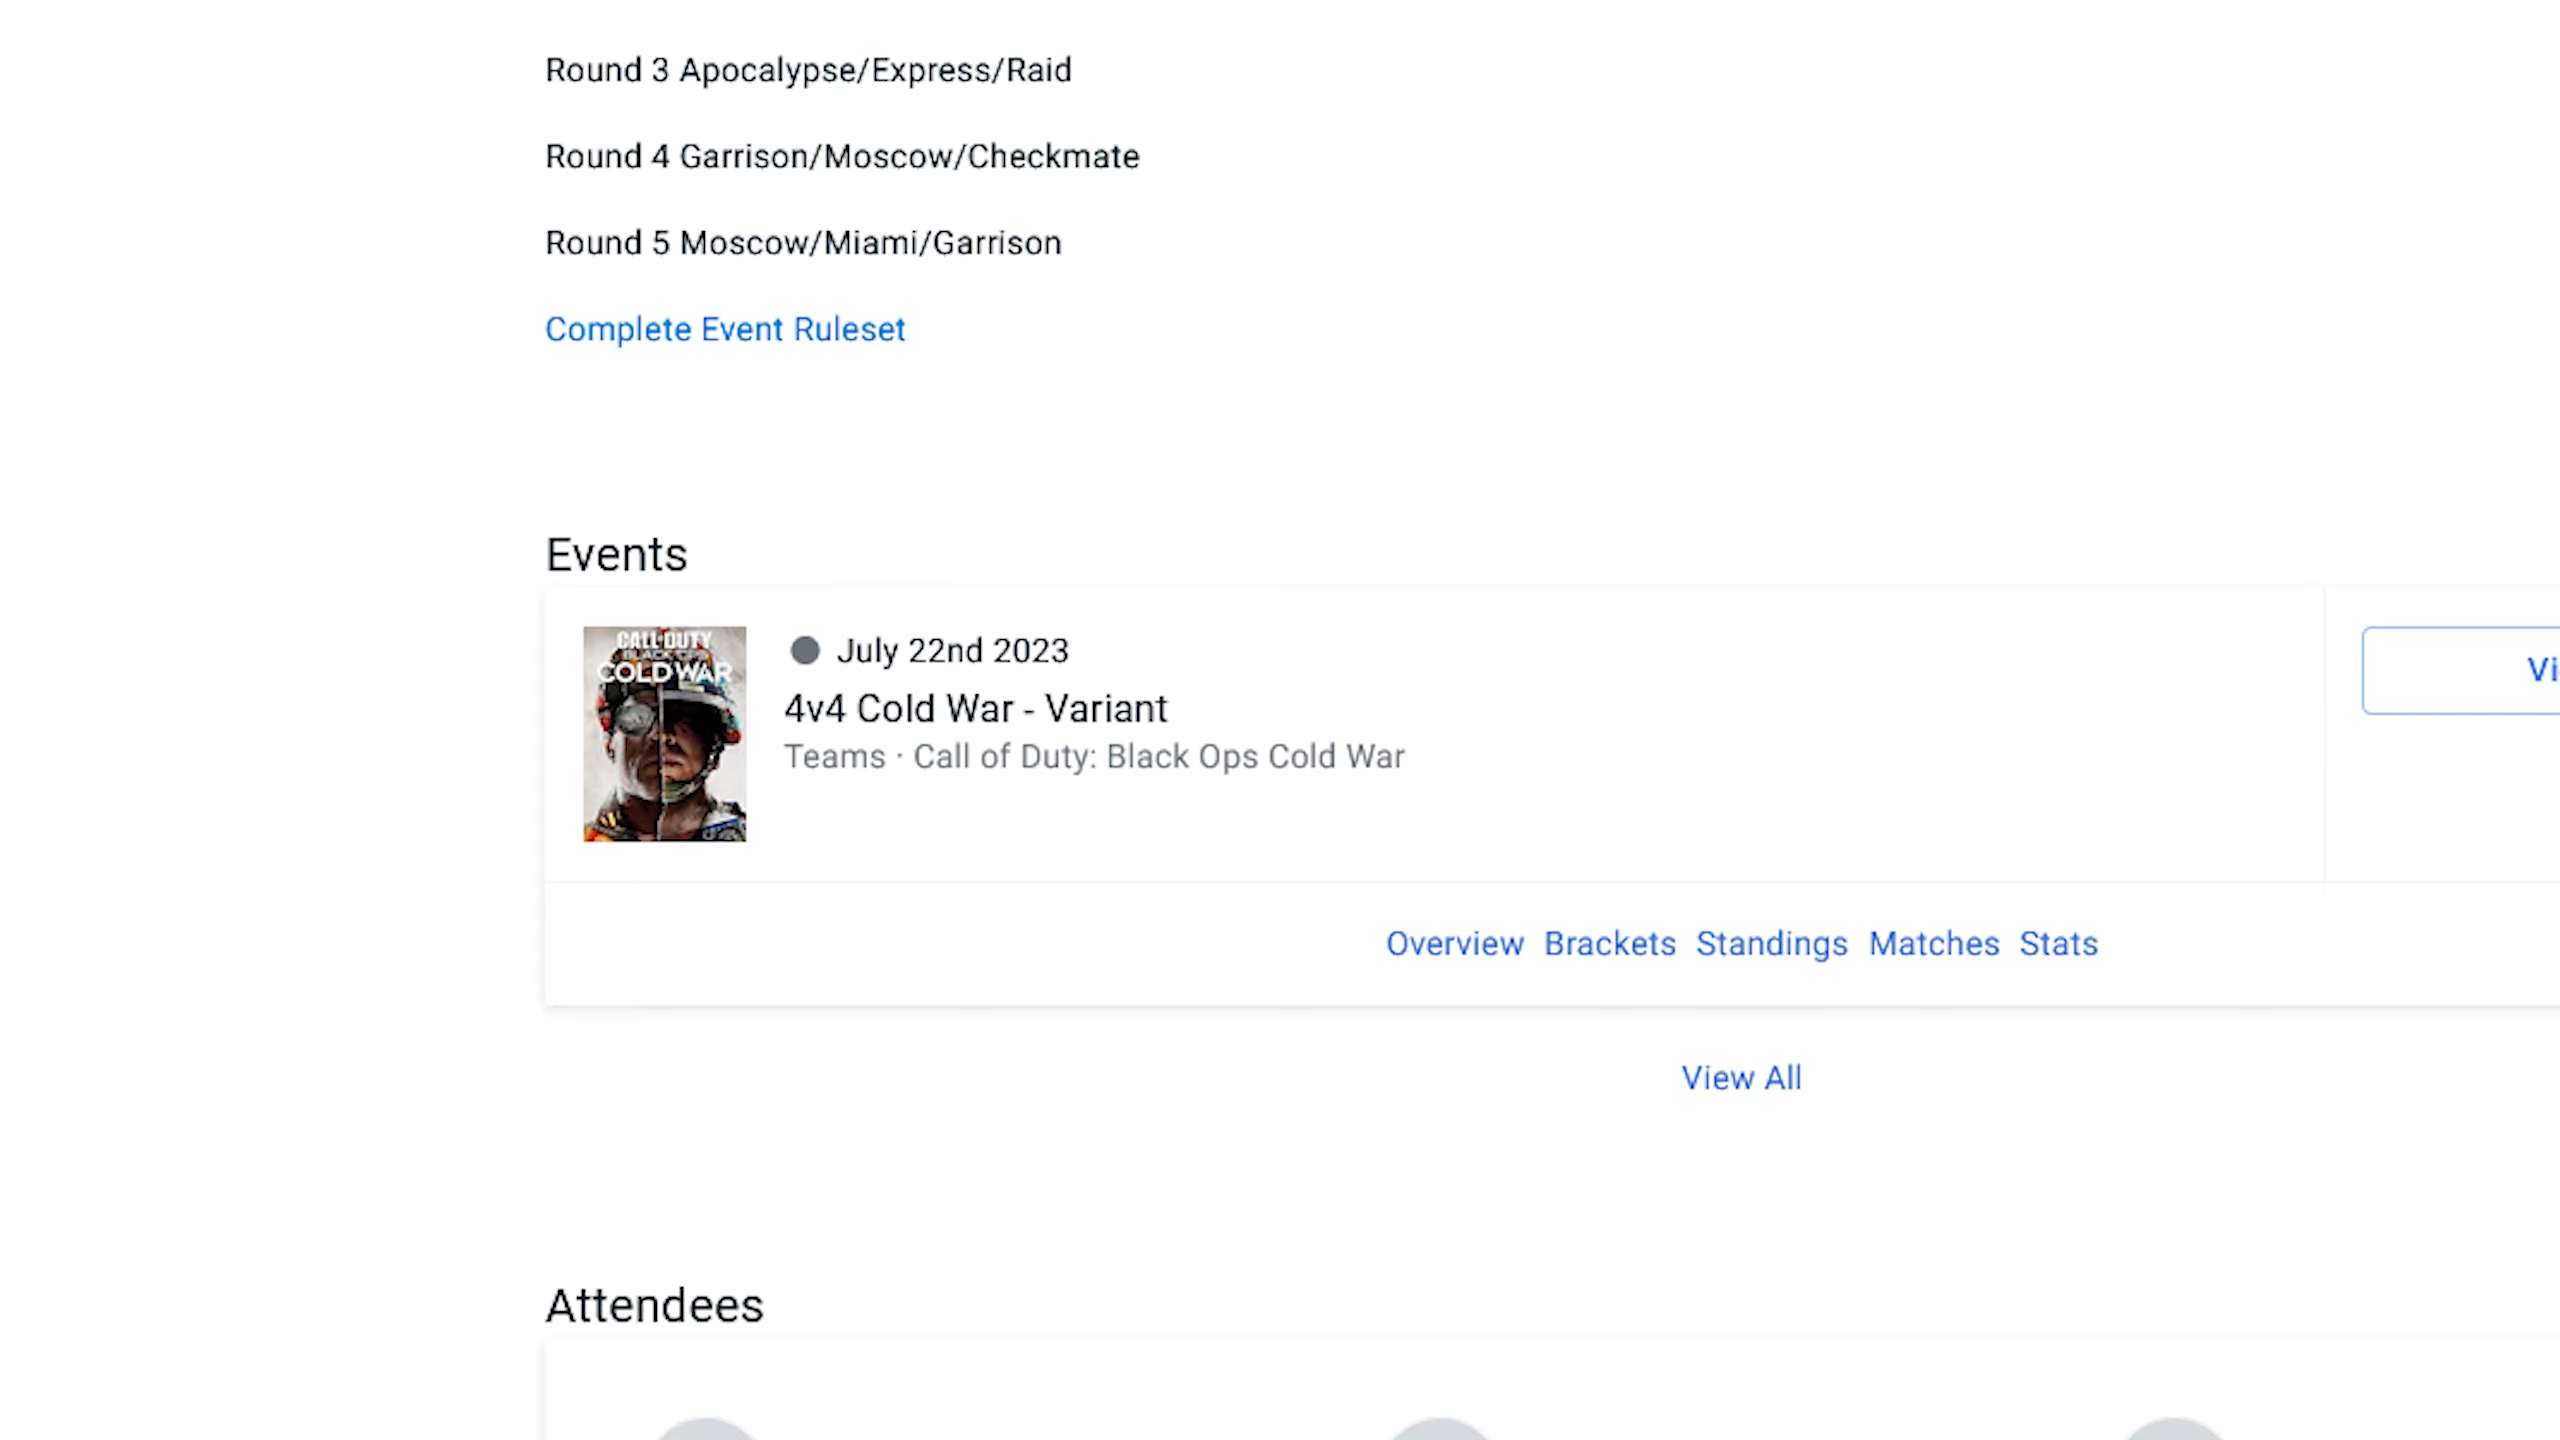 Round 3 Apocalypse/Express/Raid
Round 4 Garrison/Moscow/Checkmate
Round 5 Moscow/Miami/Garrison
Complete Event Ruleset
Events
CALL OF DUTY
BLACK OPS
COLD WAR
July 22nd 2023
4v4 Cold War - Variant
Teams · Call of Duty: Black Ops Cold War
Overview Brackets Standings Matches Stats
View All
Attendees